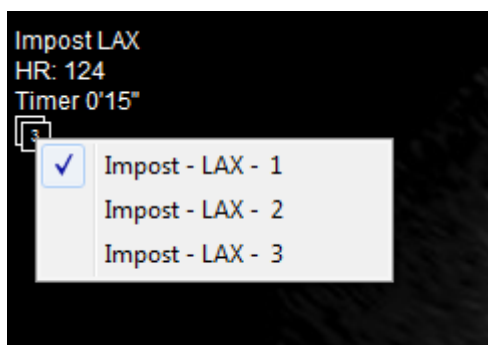 Impost LAX
HR: 124
Timer 0'15"
3
Impost - LAX - 1
Impost - LAX - 2
Impost - LAX - 3